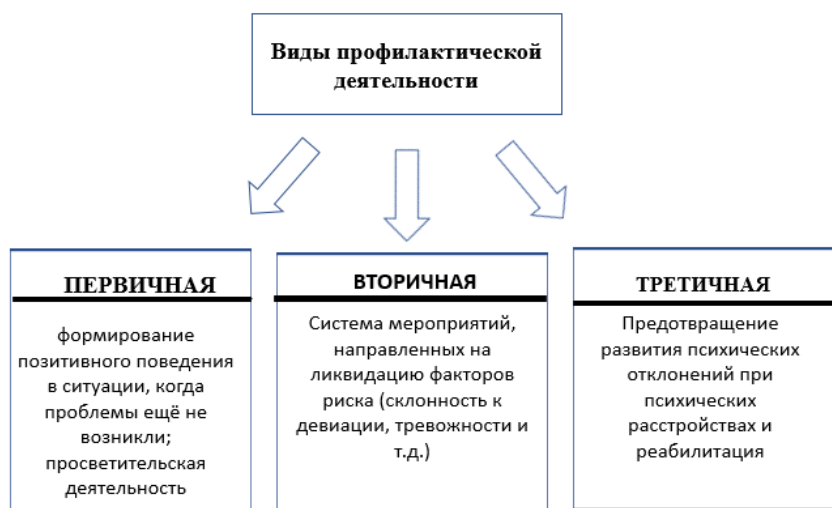 Виды профилактической
деятельности
ПЕРВИЧНАЯ
формирование
позитивного поведения
в ситуации, когда
проблемы ещё не
возникли;
просветительская
деятельность
ВТОРИЧНАЯ
Система мероприятий,
направленных на
ликвидацию факторов
риска (склонность к
девиации, тревожности и
т.д.)
ТРЕТИЧНАЯ
Предотвращение
развития психических
отклонений при
психических
расстройствах и
реабилитация